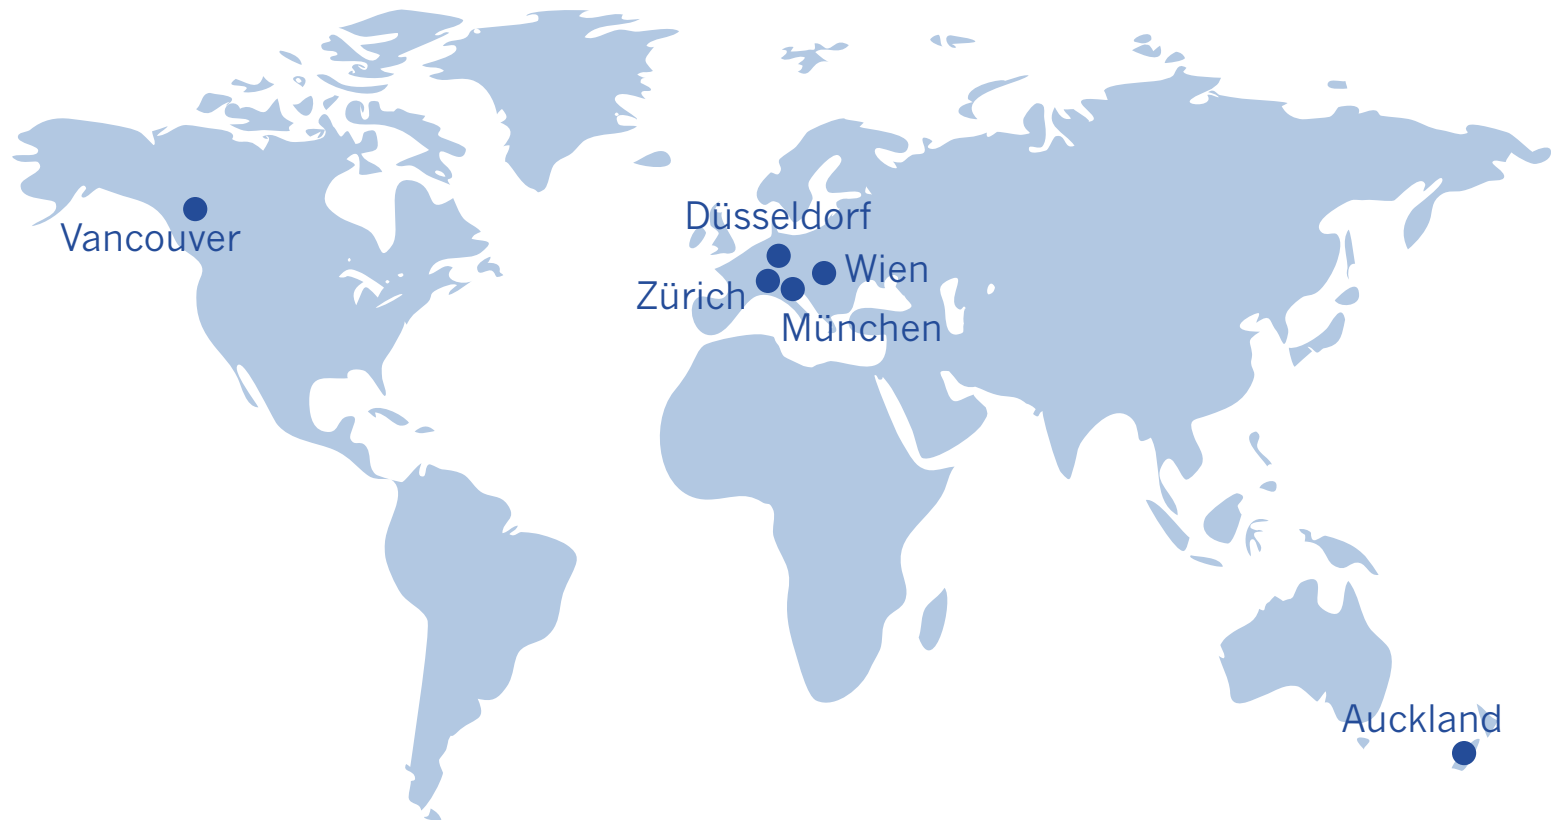 Düsseldorf
Vancouver
Wien
Zürich
München
Auckland